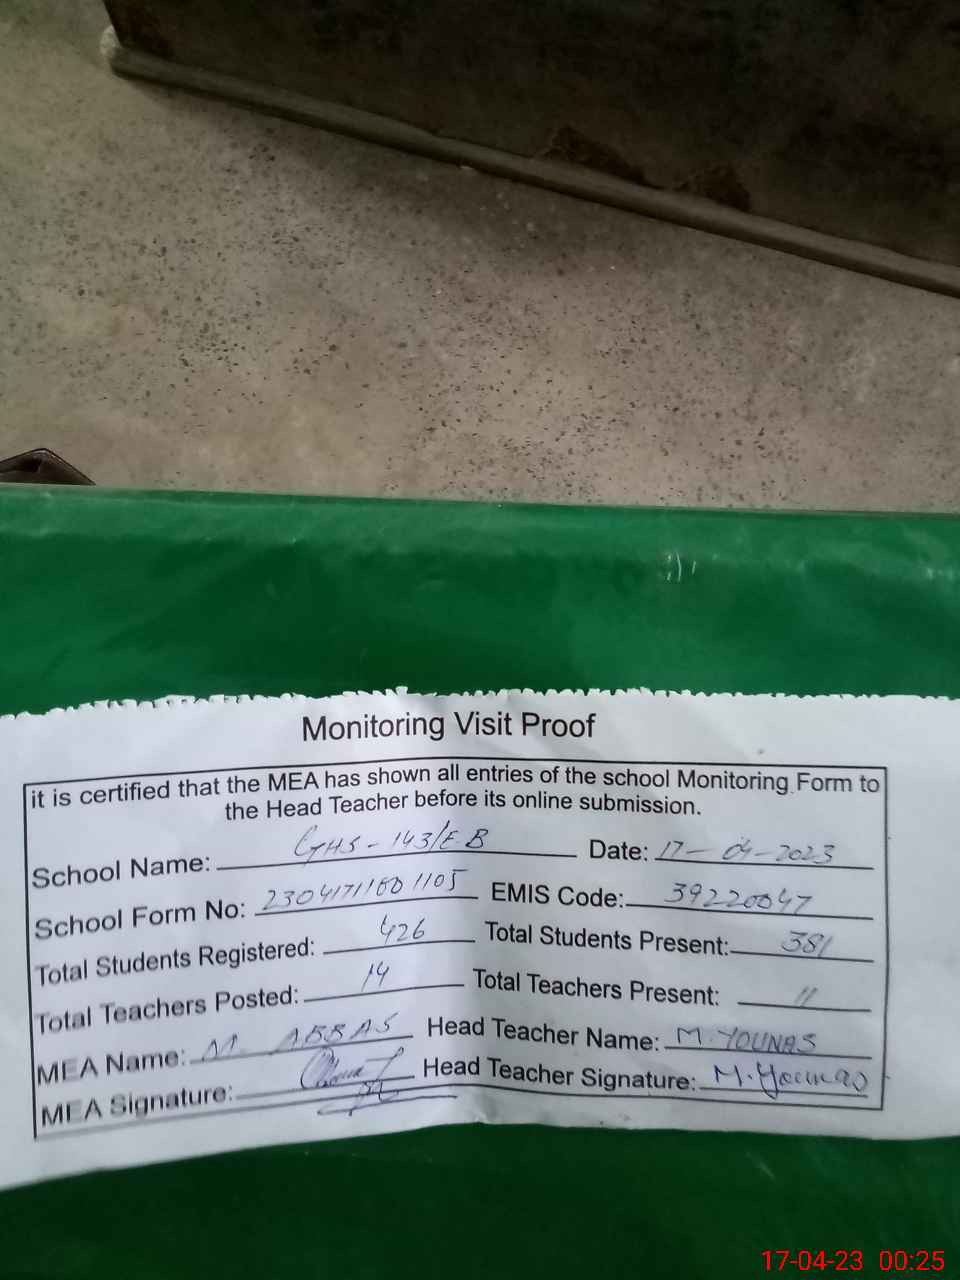 Monitoring Visit Proof
it is certified that the MEA has shown all entries of the school Monitoring Form to
the Head Teacher before its online submission.
School Name: GHS - 143/E.B Date: 17-04-2023
School Form No: EMIS Code: 39220047
Total Students Registered: 426 Total Students Present: 381
Total Teachers Posted: 14 Total Teachers Present: 11
MEA Name: M. ABBAS Head Teacher Name: M. YOUNAS
MEA Signature: Head Teacher Signature: M. Younas
17-04-23 00:25